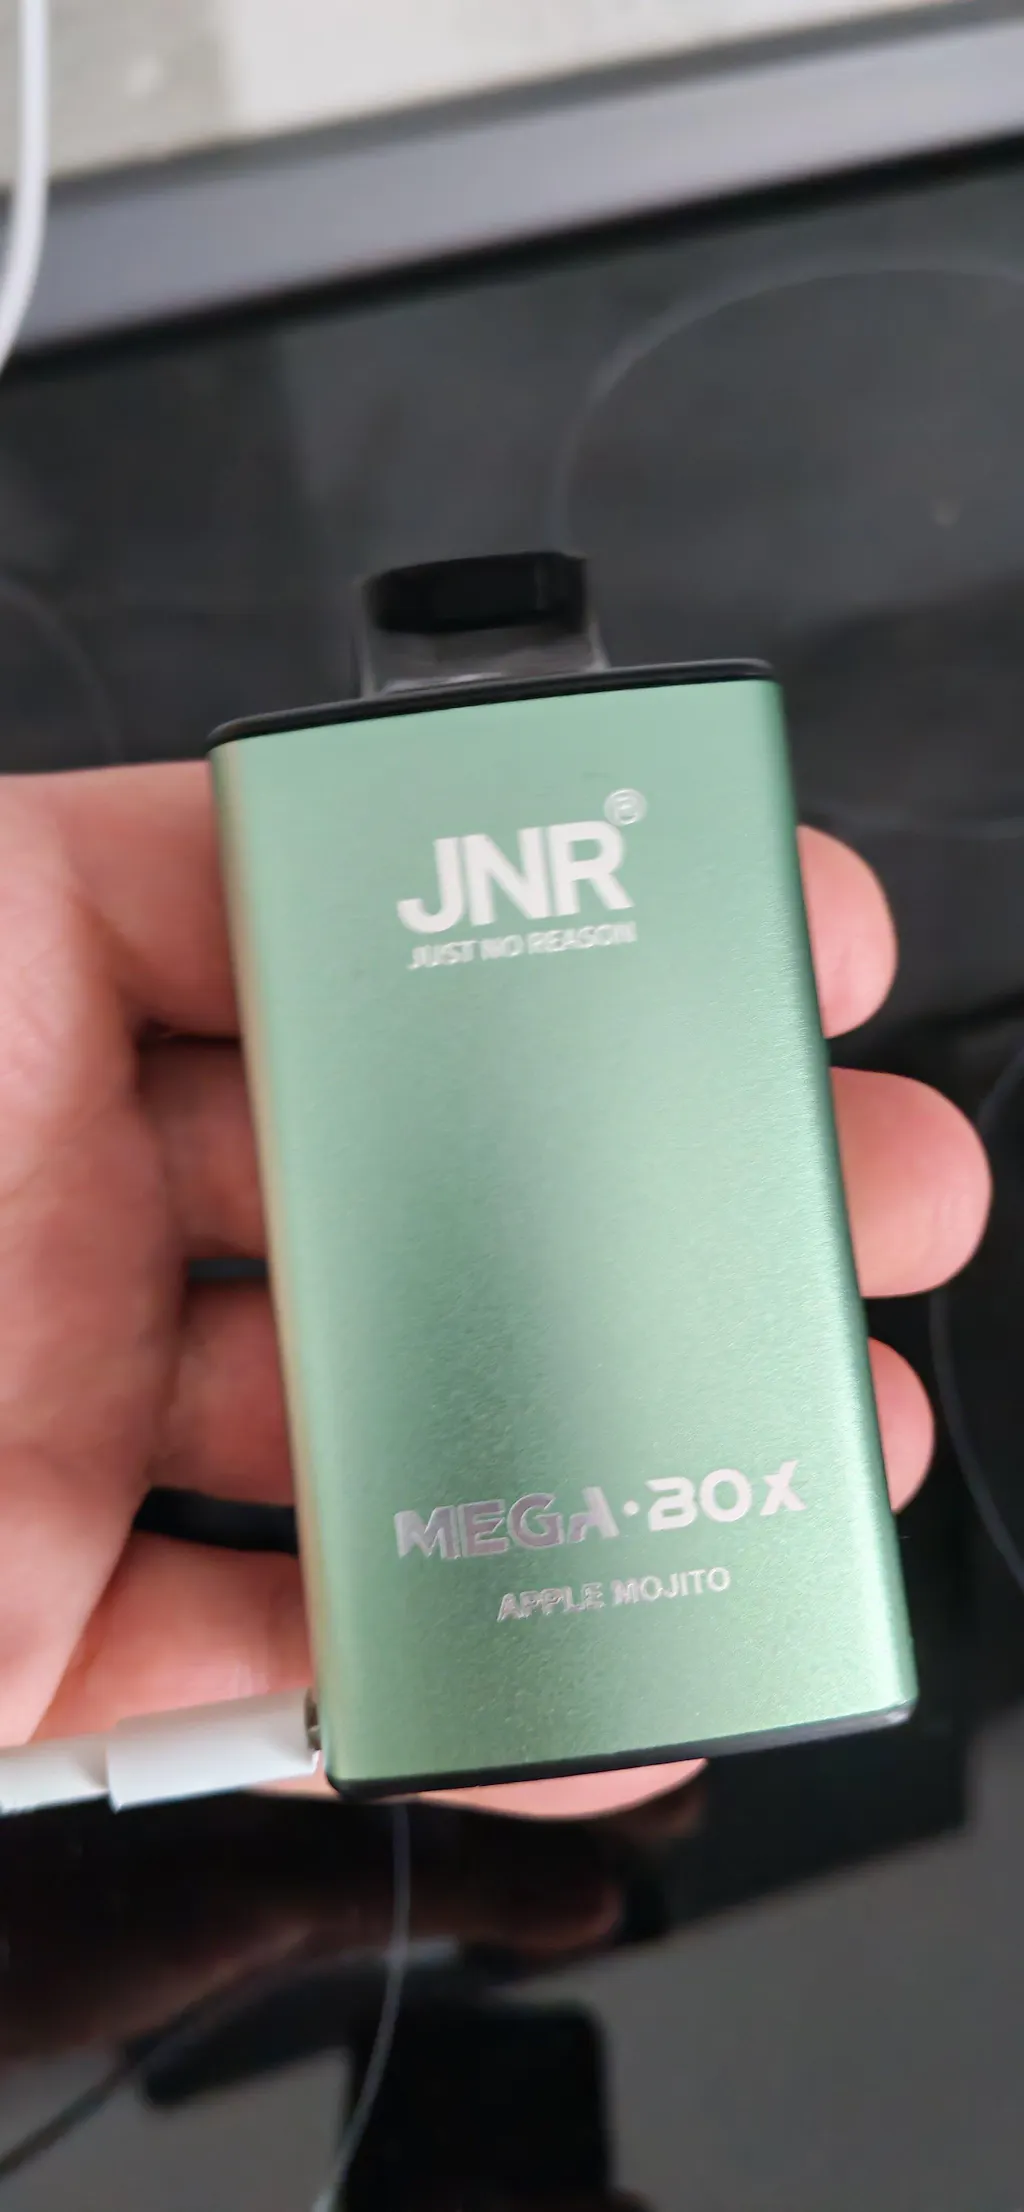 JNR®
JUST NO REASON
MEGA·BOX
APPLE MOJITO